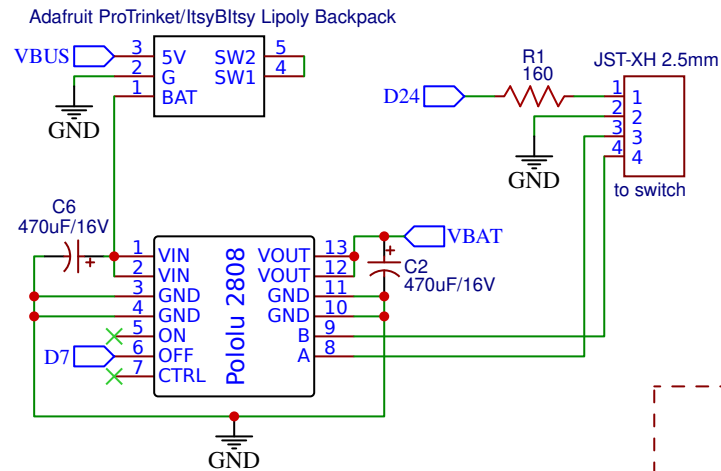 Adafruit ProTrinket/ItsyBItsy Lipoly Backpack
VBUS
3 5V SW2 5
2 G SW1 4
1 BAT
GND
R1
160
D24
JST-XH 2.5mm
1 1
2 2
3 3
4 4
GND
to switch
C6
470uF/16V
Pololu 2808
1 VIN VOUT 13
2 VIN VOUT 12
3 GND GND 11
4 GND GND 10
5 ON B 9
6 OFF A 8
7 CTRL
D7
VBAT
C2
470uF/16V
GND